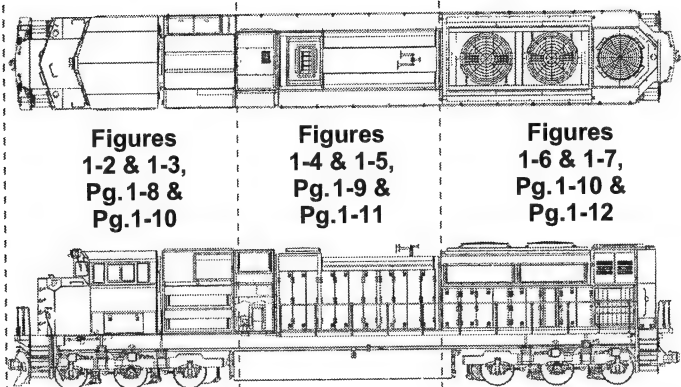 Figures
1-2 & 1-3,
Pg.1-8 &
Pg.1-10
Figures
1-4 & 1-5,
Pg.1-9 &
Pg.1-11
Figures
1-6 & 1-7,
Pg.1-10 &
Pg.1-12